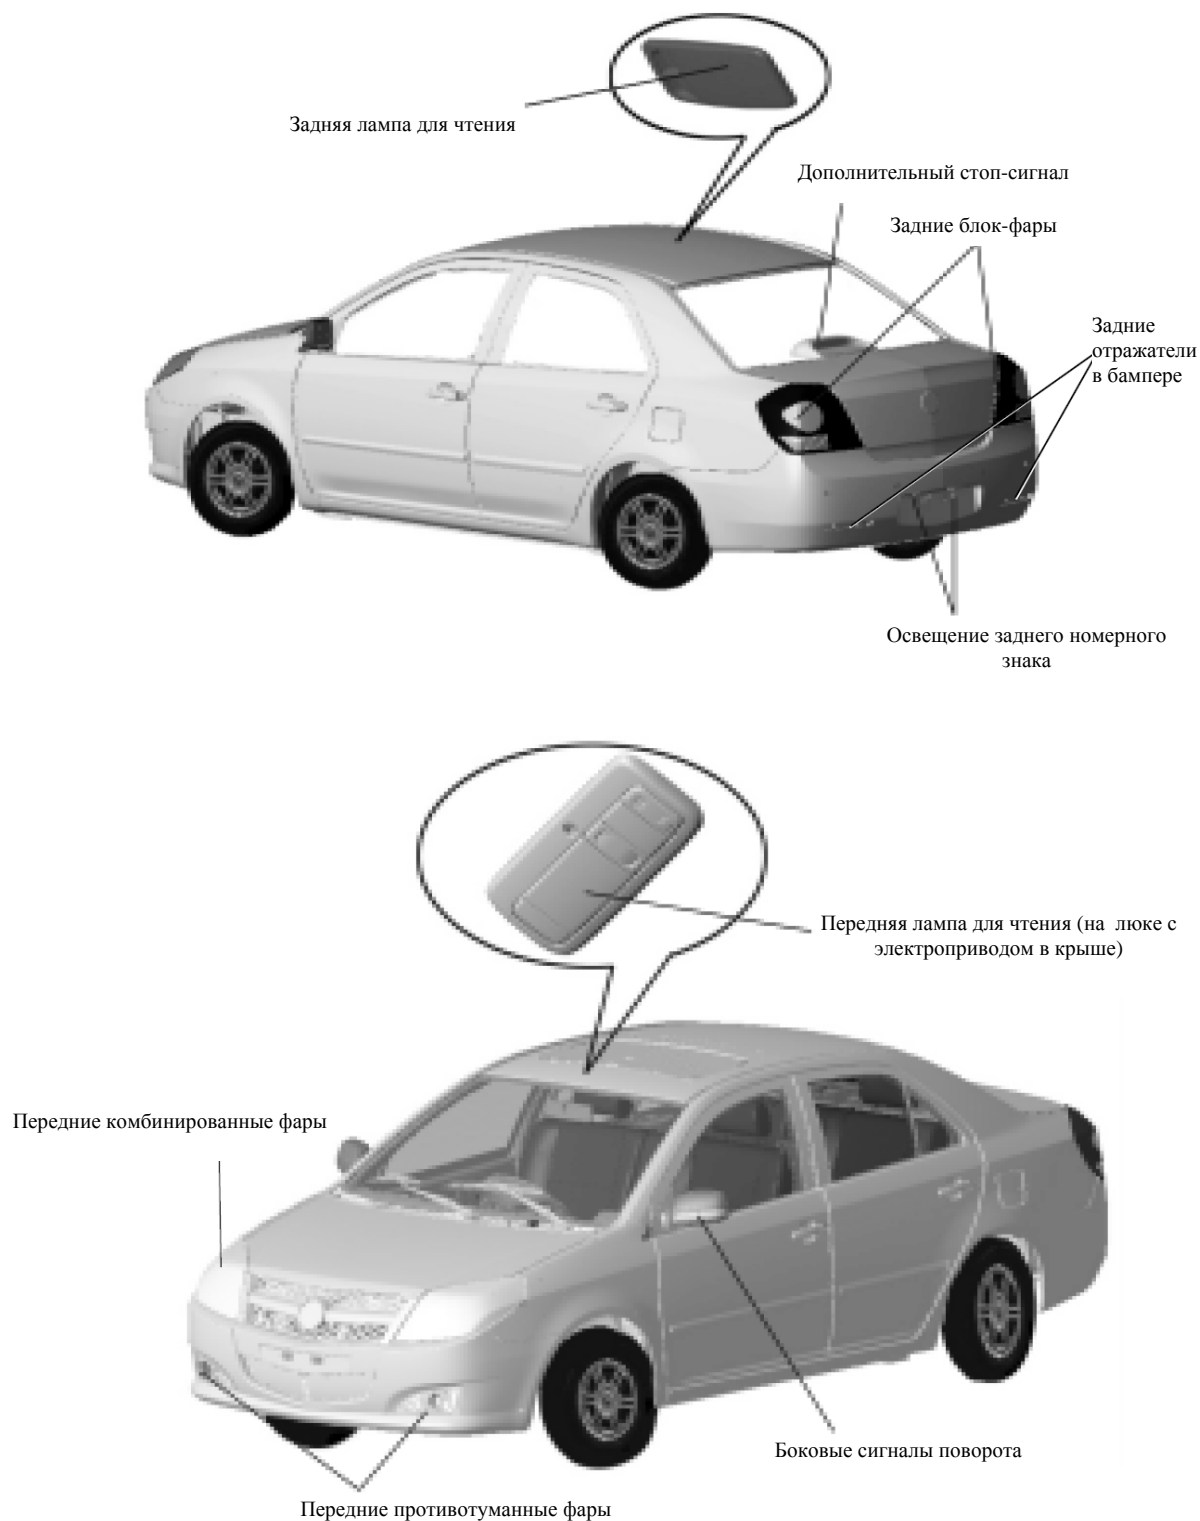 Задняя лампа для чтения
Дополнительный стоп-сигнал
Задние блок-фары
Задние
отражатели
в бампере
Освещение заднего номерного
знака
Передняя лампа для чтения (на люке с
электроприводом в крыше)
Передние комбинированные фары
Боковые сигналы поворота
Передние противотуманные фары